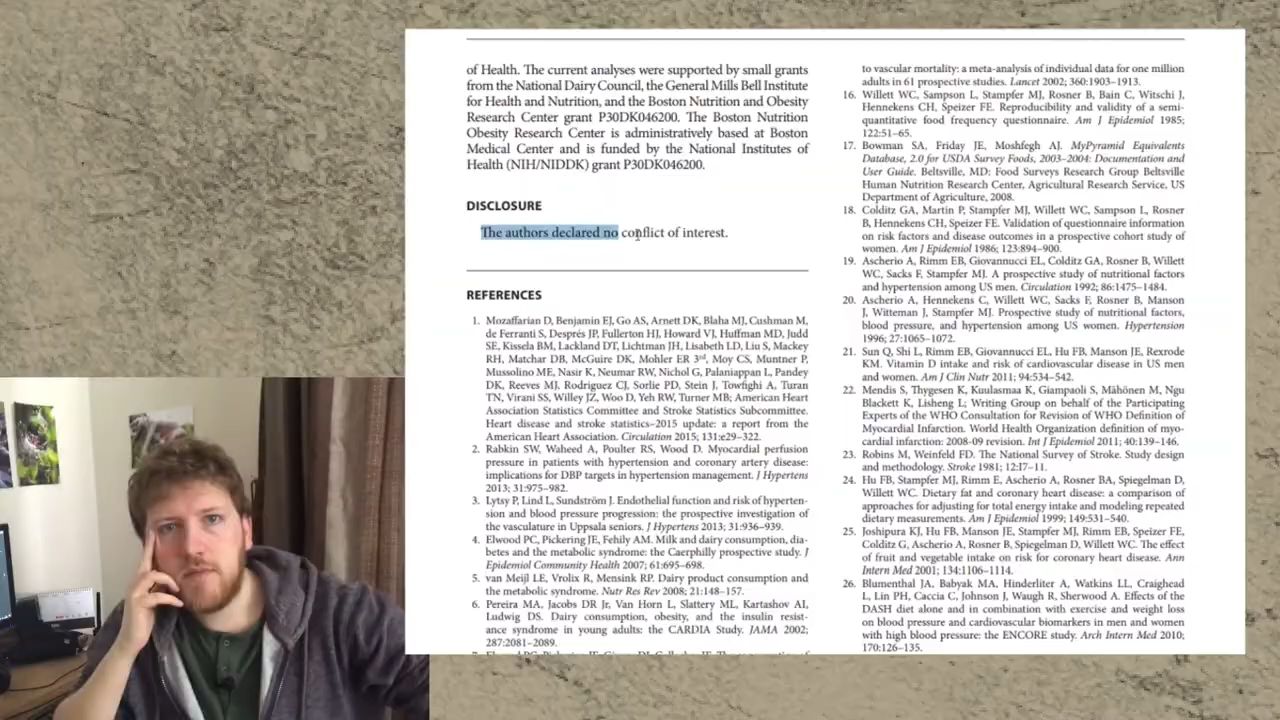 of Health. The current analyses were supported by small grants
from the National Dairy Council, the General Mills Bell Institute
for Health and Nutrition, and the Boston Nutrition and Obesity
Research Center grant P30DK046200. The Boston Nutrition
Obesity Research Center is administratively based at Boston
Medical Center and is funded by the National Institutes of
Health (NIH/NIDDK) grant P30DK046200.
DISCLOSURE
The authors declared no conflict of interest.
REFERENCES
1. Mozaffarian D, Benjamin EJ, Go AS, Arnett DK, Blaha MJ, Cushman M,
de Ferranti S, Després JP, Fullerton HJ, Howard VJ, Huffman MD, Judd
SE, Kissela BM, Lackland DT, Lichtman JH, Lisabeth LD, Liu S, Mackey
RH, Matchar DB, McGuire DK, Mohler ER 3rd, Moy CS, Muntner P,
Mussolino ME, Nasir K, Neumar RW, Nichol G, Palaniappan L, Pandey
DK, Reeves MJ, Rodriguez CJ, Sorlie PD, Stein J, Towfighi A, Turan
TN, Virani SS, Willey JZ, Woo D, Yeh RW, Turner MB; American Heart
Association Statistics Committee and Stroke Statistics Subcommittee.
Heart disease and stroke statistics–2015 update: a report from the
American Heart Association. Circulation 2015; 131:e29–322.
2. Rabkin SW, Waheed A, Poulter RS, Wood D. Myocardial perfusion
pressure in patients with hypertension and coronary artery disease:
implications for DBP targets in hypertension management. J Hypertens
2013; 31:975–982.
3. Lytsy P, Lind L, Sundström J. Endothelial function and risk of hyperten-
sion and blood pressure progression: the prospective investigation of
the vasculature in Uppsala seniors. J Hypertens 2013; 31:936–939.
4. Elwood PC, Pickering JE, Fehily AM. Milk and dairy consumption, dia-
betes and the metabolic syndrome: the Caerphilly prospective study. J
Epidemiol Community Health 2007; 61:695–698.
5. van Meijl LE, Vrolix R, Mensink RP. Dairy product consumption and
the metabolic syndrome. Nutr Res Rev 2008; 21:148–157.
6. Pereira MA, Jacobs DR Jr, Van Horn L, Slattery ML, Kartashov AI,
Ludwig DS. Dairy consumption, obesity, and the insulin resist-
ance syndrome in young adults: the CARDIA Study. JAMA 2002;
287:2081–2089.
to vascular mortality: a meta-analysis of individual data for one million
adults in 61 prospective studies. Lancet 2002; 360:1903–1913.
16. Willett WC, Sampson L, Stampfer MJ, Rosner B, Bain C, Witschi J,
Hennekens CH, Speizer FE. Reproducibility and validity of a semi-
quantitative food frequency questionnaire. Am J Epidemiol 1985;
122:51–65.
17. Bowman SA, Friday JE, Moshfegh AJ. MyPyramid Equivalents
Database, 2.0 for USDA Survey Foods, 2003–2004: Documentation and
User Guide. Beltsville, MD: Food Surveys Research Group Beltsville
Human Nutrition Research Center, Agricultural Research Service, US
Department of Agriculture, 2008.
18. Colditz GA, Martin P, Stampfer MJ, Willett WC, Sampson L, Rosner
B, Hennekens CH, Speizer FE. Validation of questionnaire information
on risk factors and disease outcomes in a prospective cohort study of
women. Am J Epidemiol 1986; 123:894–900.
19. Ascherio A, Rimm EB, Giovannucci EL, Colditz GA, Rosner B, Willett
WC, Sacks F, Stampfer MJ. A prospective study of nutritional factors
and hypertension among US men. Circulation 1992; 86:1475–1484.
20. Ascherio A, Hennekens C, Willett WC, Sacks F, Rosner B, Manson
J, Witteman J, Stampfer MJ. Prospective study of nutritional factors,
blood pressure, and hypertension among US women. Hypertension
1996; 27:1065–1072.
21. Sun Q, Shi L, Rimm EB, Giovannucci EL, Hu FB, Manson JE, Rexrode
KM. Vitamin D intake and risk of cardiovascular disease in US men
and women. Am J Clin Nutr 2011; 94:534–542.
22. Mendis S, Thygesen K, Kuulasmaa K, Giampaoli S, Mähönen M, Ngu
Blackett K, Lisheng L; Writing Group on behalf of the Participating
Experts of the WHO Consultation for Revision of WHO Definition of
Myocardial Infarction. World Health Organization definition of myo-
cardial infarction: 2008-09 revision. Int J Epidemiol 2011; 40:139–146.
23. Robins M, Weinfeld FD. The National Survey of Stroke. Study design
and methodology. Stroke 1981; 12:I7–11.
24. Hu FB, Stampfer MJ, Rimm E, Ascherio A, Rosner BA, Spiegelman D,
Willett WC. Dietary fat and coronary heart disease: a comparison of
approaches for adjusting for total energy intake and modeling repeated
dietary measurements. Am J Epidemiol 1999; 149:531–540.
25. Joshipura KJ, Hu FB, Manson JE, Stampfer MJ, Rimm EB, Speizer FE,
Colditz G, Ascherio A, Rosner B, Spiegelman D, Willett WC. The effect
of fruit and vegetable intake on risk for coronary heart disease. Ann
Intern Med 2001; 134:1106–1114.
26. Blumenthal JA, Babyak MA, Hinderliter A, Watkins LL, Craighead
L, Lin PH, Caccia C, Johnson J, Waugh R, Sherwood A. Effects of the
DASH diet alone and in combination with exercise and weight loss
on blood pressure and cardiovascular biomarkers in men and women
with high blood pressure: the ENCORE study. Arch Intern Med 2010;
170:126–135.